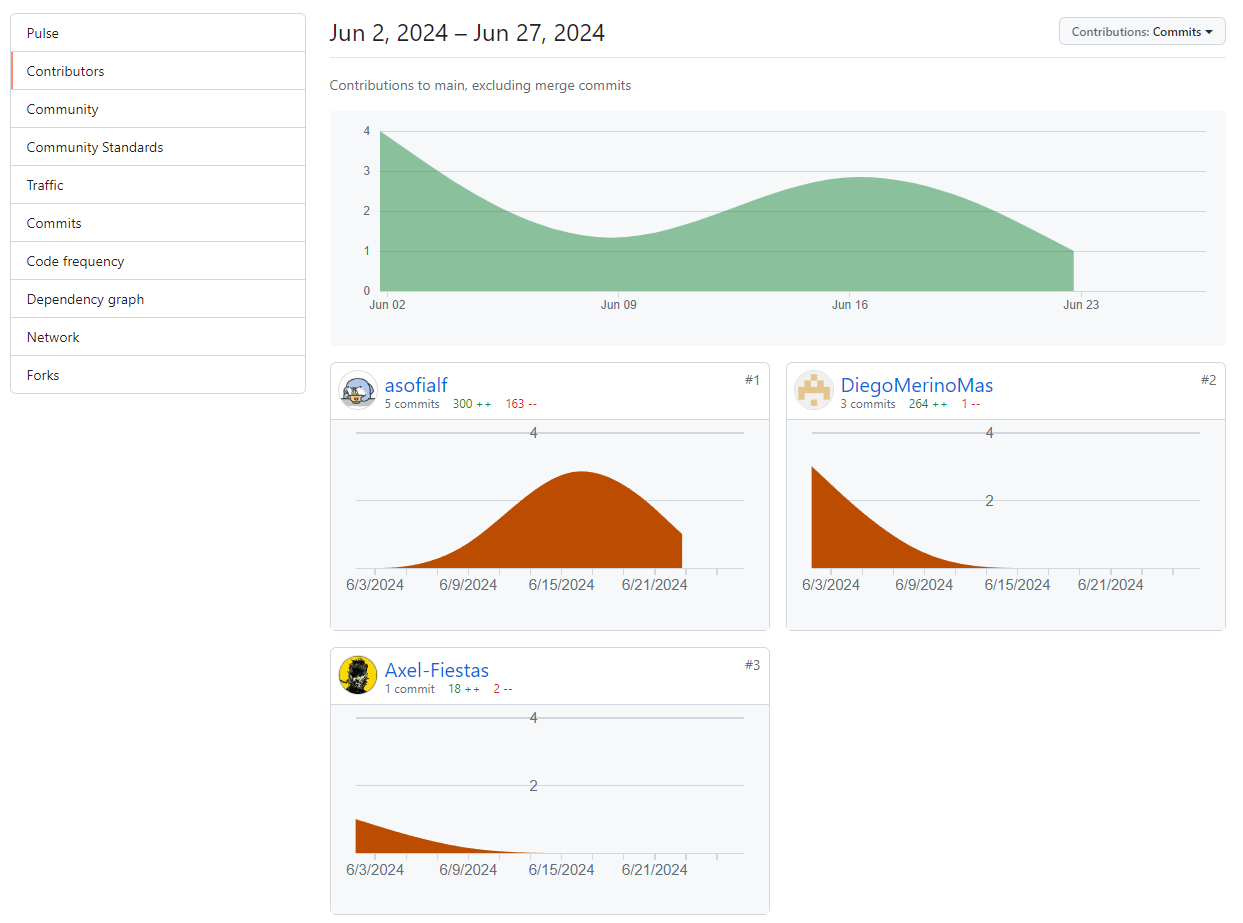 Pulse
Contributors
Community
Community Standards
Traffic
Commits
Code frequency
Dependency graph
Network
Forks
Jun 2, 2024 – Jun 27, 2024
Contributions: Commits
Contributions to main, excluding merge commits
4
3
2
1
0
Jun 02 Jun 09 Jun 16 Jun 23
asofialf #1
5 commits 300 ++ 163 --
4
6/3/2024 6/9/2024 6/15/2024 6/21/2024
DiegoMerinoMas #2
3 commits 264 ++ 1 --
4
2
6/3/2024 6/9/2024 6/15/2024 6/21/2024
Axel-Fiestas #3
1 commit 18 ++ 2 --
4
2
6/3/2024 6/9/2024 6/15/2024 6/21/2024